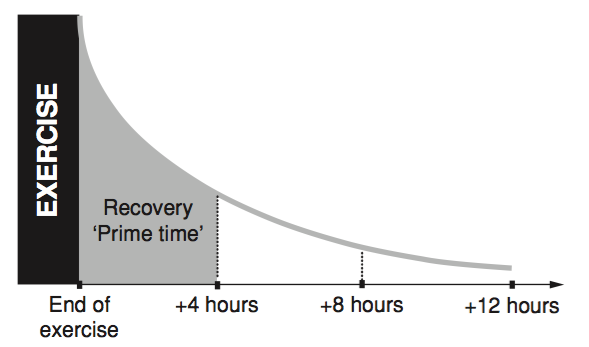 EXERCISE
Recovery
‘Prime time’
End of
exercise
+4 hours
+8 hours
+12 hours